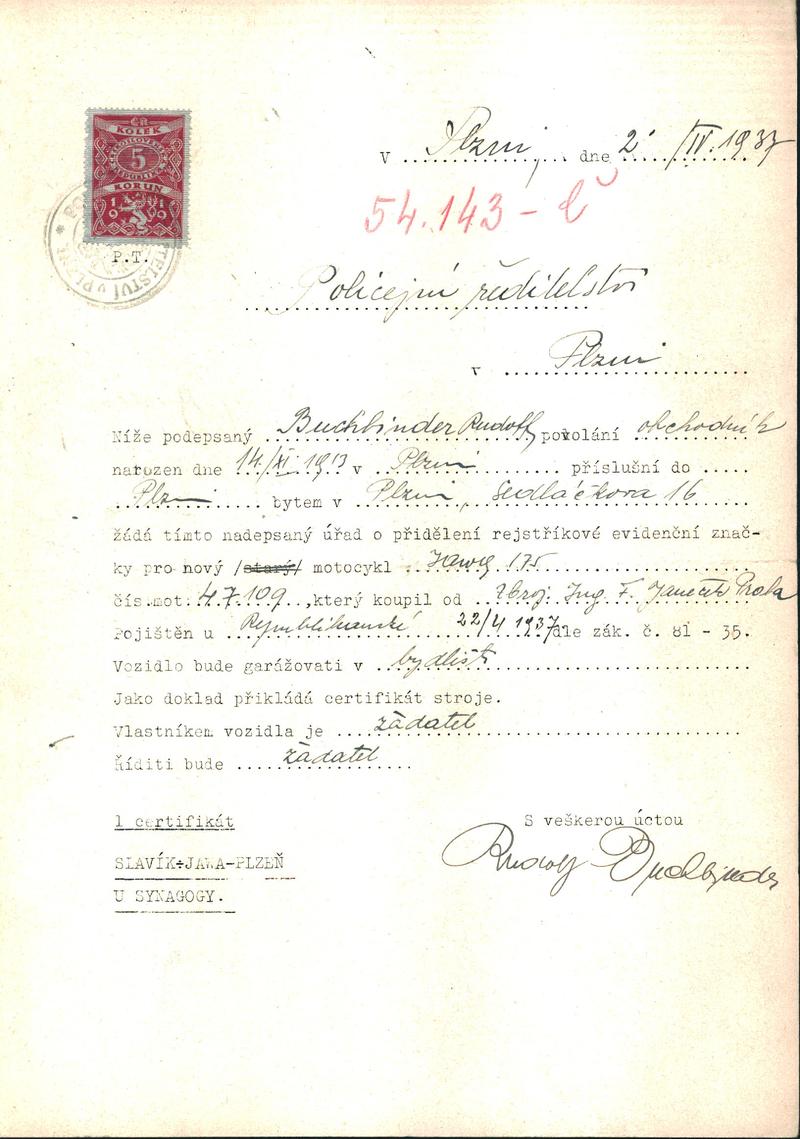 ČR
KOLEK
5
KORUN
1919
V Plzni, dne 2/IV. 1937
54.143 - č
P.T.
Policejní ředitelství
v Plzni
Níže podepsaný Buchbinder Rudolf, povolání obchodník
narozen dne 14/XI. 1913 v Plzni příslušní do
Plzni bytem v Plzni, Sedláčkova 16
žádá tímto nadepsaný úřad o přidělení rejstříkové evidenční znač-
ky pro nový /starý/ motocykl Jawa 175
čís.mot: 47.109 ,který koupil od Zbroj. Ing. F. Janeček Praha
Pojištěn u Republikanské 22/4 1937 dle zák. č. 81 - 35.
Vozidlo bude garážovati v bydlišti
Jako doklad přikládá certifikát stroje.
Vlastníkem vozidla je žadatel
Říditi bude žadatel
1 certifikát
S veškerou úctou
SLAVÍK÷JAWA-PLZEŇ
Rudolf Buchbinder
U SYNAGOGY.